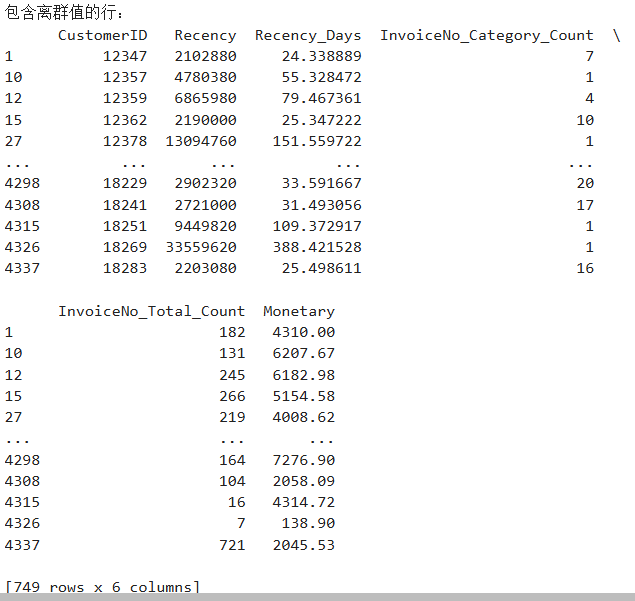 包含离群值的行:
CustomerID Recency Recency_Days InvoiceNo_Category_Count \
1 12347 2102880 24.338889 7
10 12357 4780380 55.328472 1
12 12359 6865980 79.467361 4
15 12362 2190000 25.347222 10
27 12378 13094760 151.559722 1
... ... ... ... ...
4298 18229 2902320 33.591667 20
4308 18241 2721000 31.493056 17
4315 18251 9449820 109.372917 1
4326 18269 33559620 388.421528 1
4337 18283 2203080 25.498611 16
InvoiceNo_Total_Count Monetary
1 182 4310.00
10 131 6207.67
12 245 6182.98
15 266 5154.58
27 219 4008.62
... ... ...
4298 164 7276.90
4308 104 2058.09
4315 16 4314.72
4326 7 138.90
4337 721 2045.53
[749 rows x 6 columns]